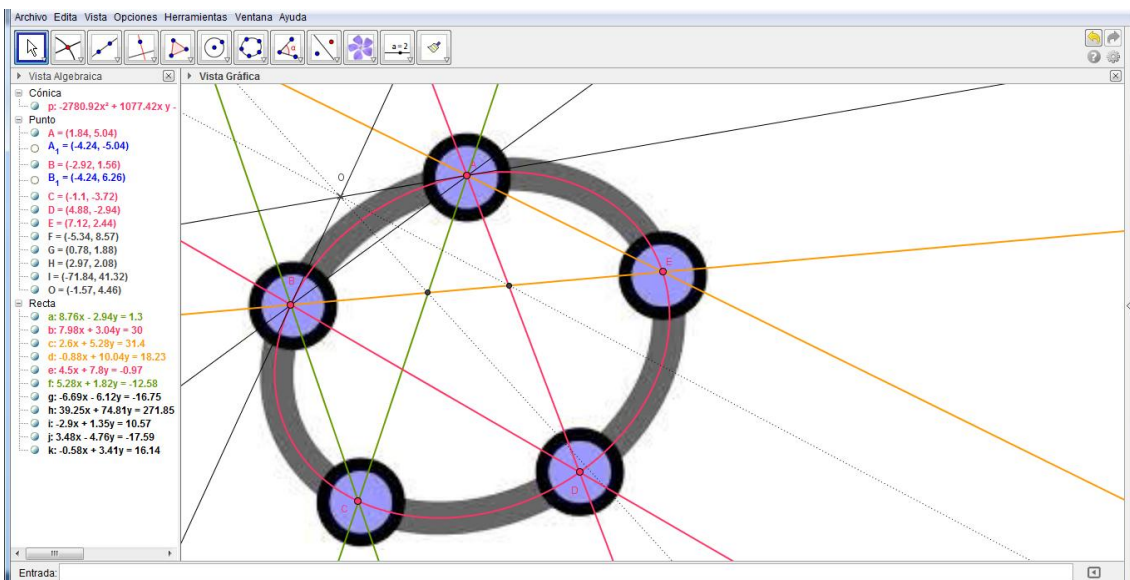 Archivo Edita Vista Opciones Herramientas Ventana Ayuda
a = 2
Vista Algebraica
Vista Gráfica
Cónica
p: -2780.92x² + 1077.42x y -
Punto
A = (1.84, 5.04)
A₁ = (-4.24, -5.04)
B = (-2.92, 1.56)
B₁ = (-4.24, 6.26)
C = (-1.1, -3.72)
D = (4.88, -2.94)
E = (7.12, 2.44)
F = (-5.34, 8.57)
G = (0.78, 1.88)
H = (2.97, 2.08)
I = (-71.84, 41.32)
O = (-1.57, 4.46)
Recta
a: 8.76x - 2.94y = 1.3
b: 7.98x + 3.04y = 30
c: 2.6x + 5.28y = 31.4
d: -0.88x + 10.04y = 18.23
e: 4.5x + 7.8y = -0.97
f: 5.28x + 1.82y = -12.58
g: -6.69x - 6.12y = -16.75
h: 39.25x + 74.81y = 271.85
i: -2.9x + 1.35y = 10.57
j: 3.48x - 4.76y = -17.59
k: -0.58x + 3.41y = 16.14
O
A
E
B
D
C
Entrada: